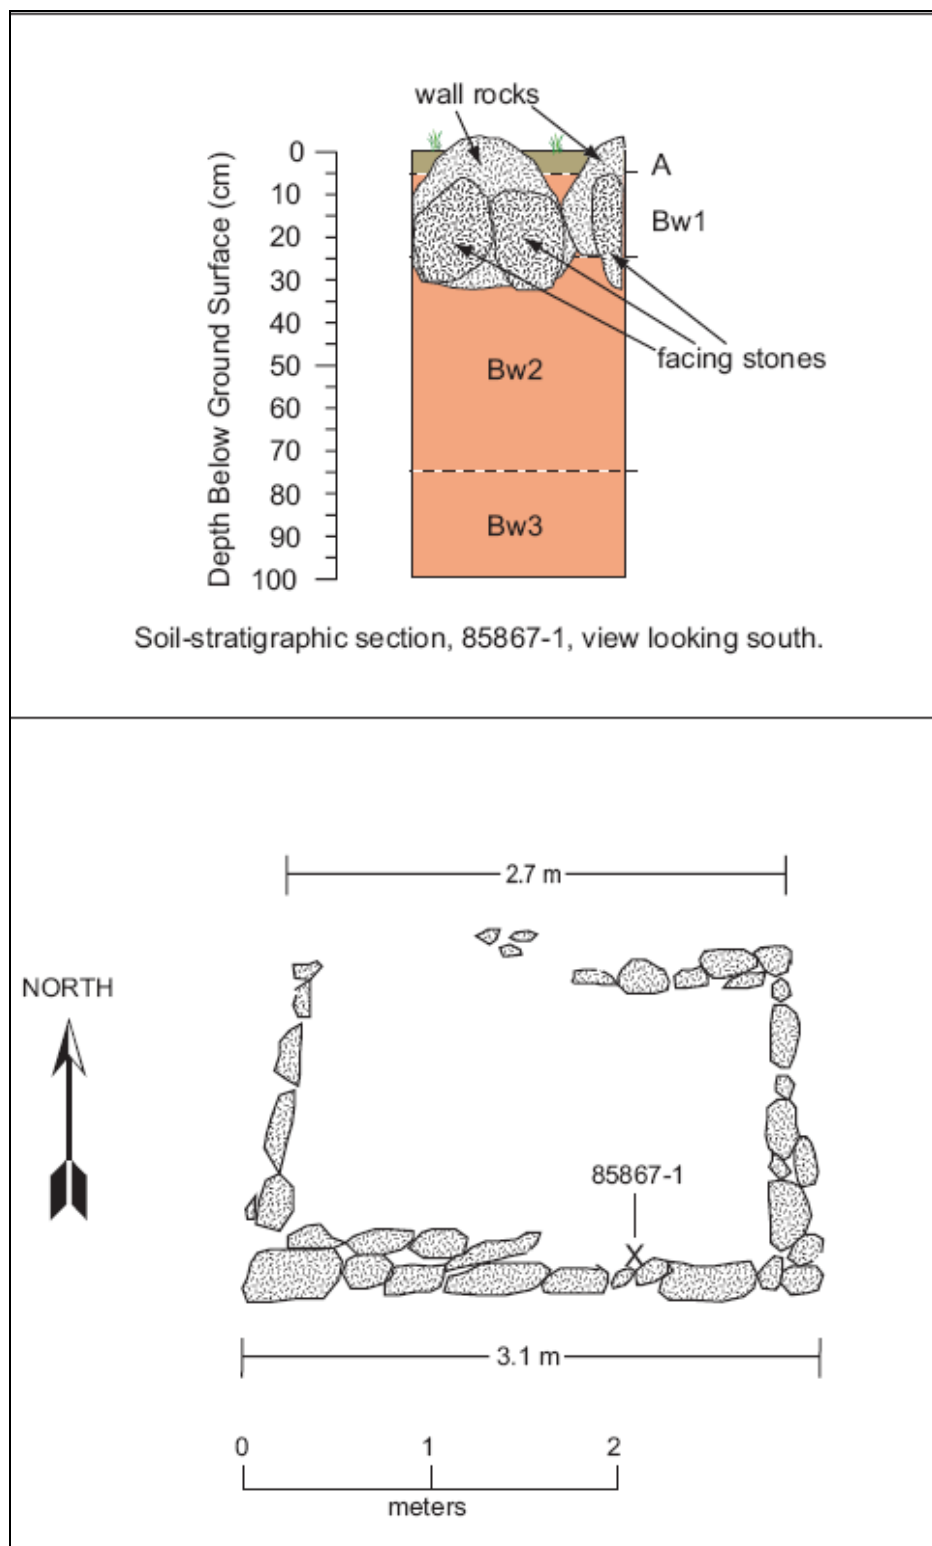 wall rocks
Depth Below Ground Surface (cm)
0
10
20
30
40
50
60
70
80
90
100
A
Bw1
facing stones
Bw2
Bw3
Soil-stratigraphic section, 85867-1, view looking south.
2.7 m
NORTH
85867-1
3.1 m
0 1 2
meters